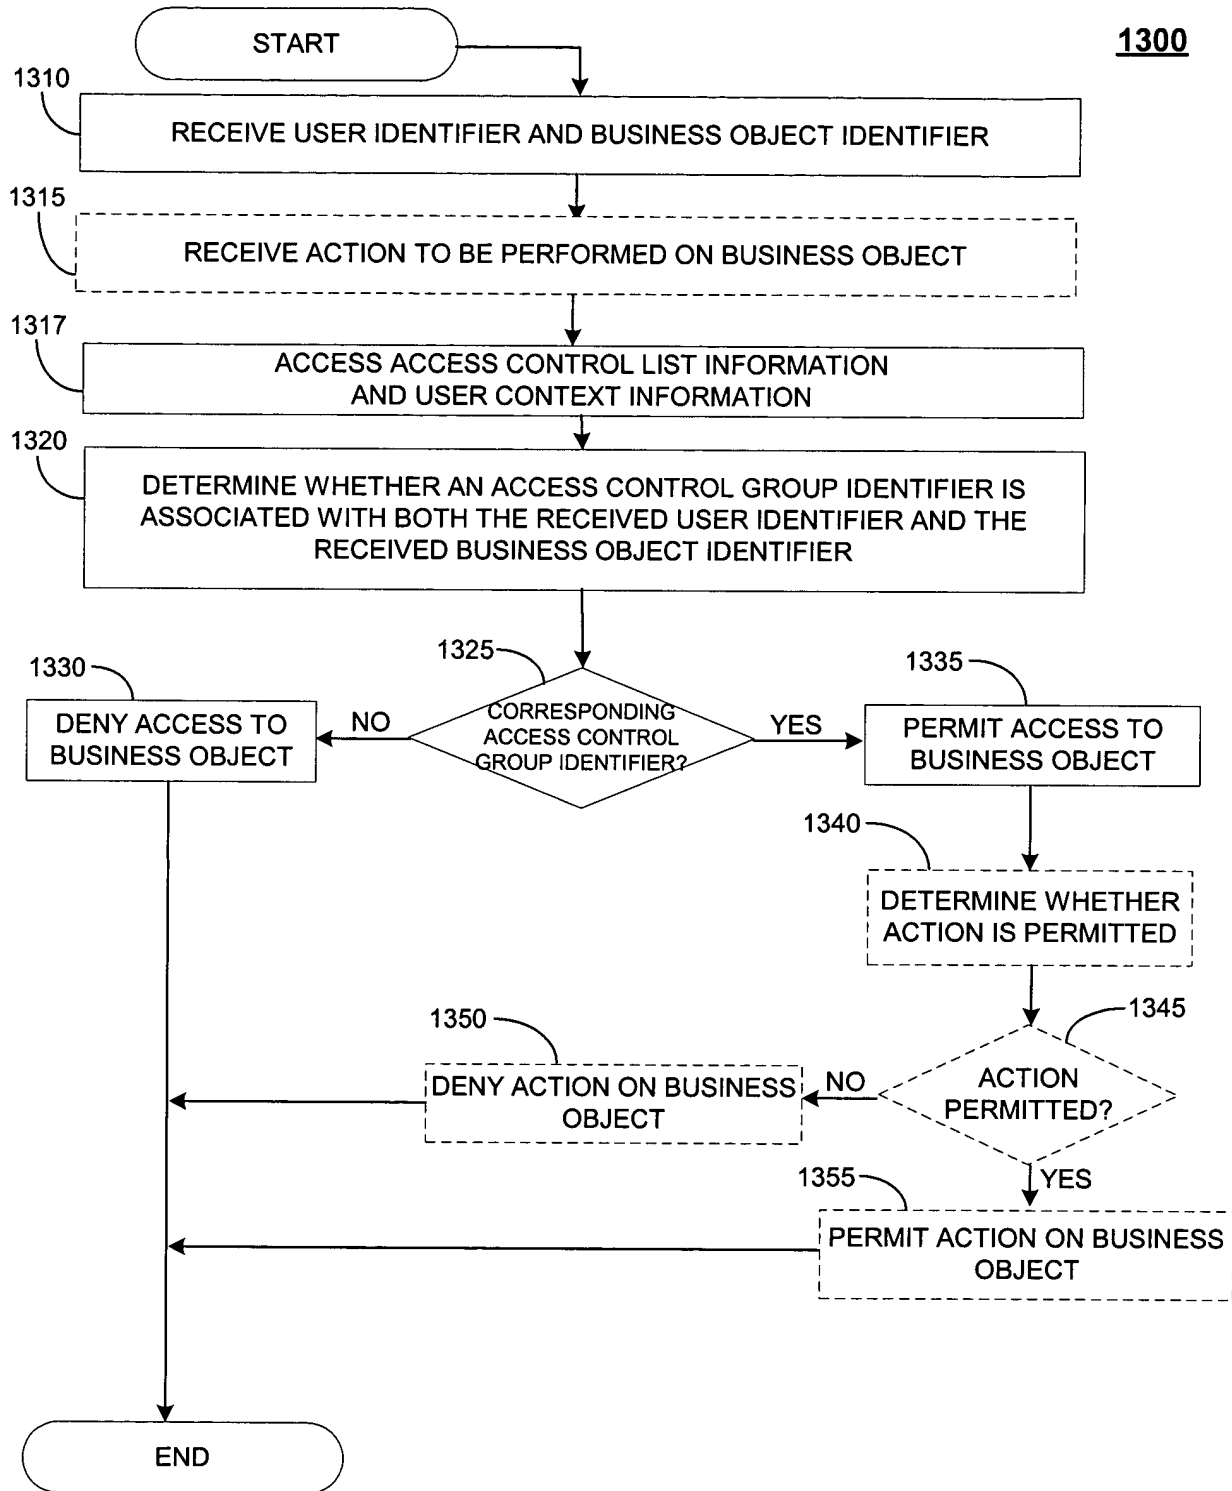 START
1300
1310
RECEIVE USER IDENTIFIER AND BUSINESS OBJECT IDENTIFIER
1315
RECEIVE ACTION TO BE PERFORMED ON BUSINESS OBJECT
1317
ACCESS ACCESS CONTROL LIST INFORMATION
AND USER CONTEXT INFORMATION
1320
DETERMINE WHETHER AN ACCESS CONTROL GROUP IDENTIFIER IS
ASSOCIATED WITH BOTH THE RECEIVED USER IDENTIFIER AND THE
RECEIVED BUSINESS OBJECT IDENTIFIER
1325
CORRESPONDING
ACCESS CONTROL
GROUP IDENTIFIER?
NO
1330
DENY ACCESS TO
BUSINESS OBJECT
YES
1335
PERMIT ACCESS TO
BUSINESS OBJECT
1340
DETERMINE WHETHER
ACTION IS PERMITTED
1345
ACTION
PERMITTED?
NO
1350
DENY ACTION ON BUSINESS
OBJECT
YES
1355
PERMIT ACTION ON BUSINESS
OBJECT
END